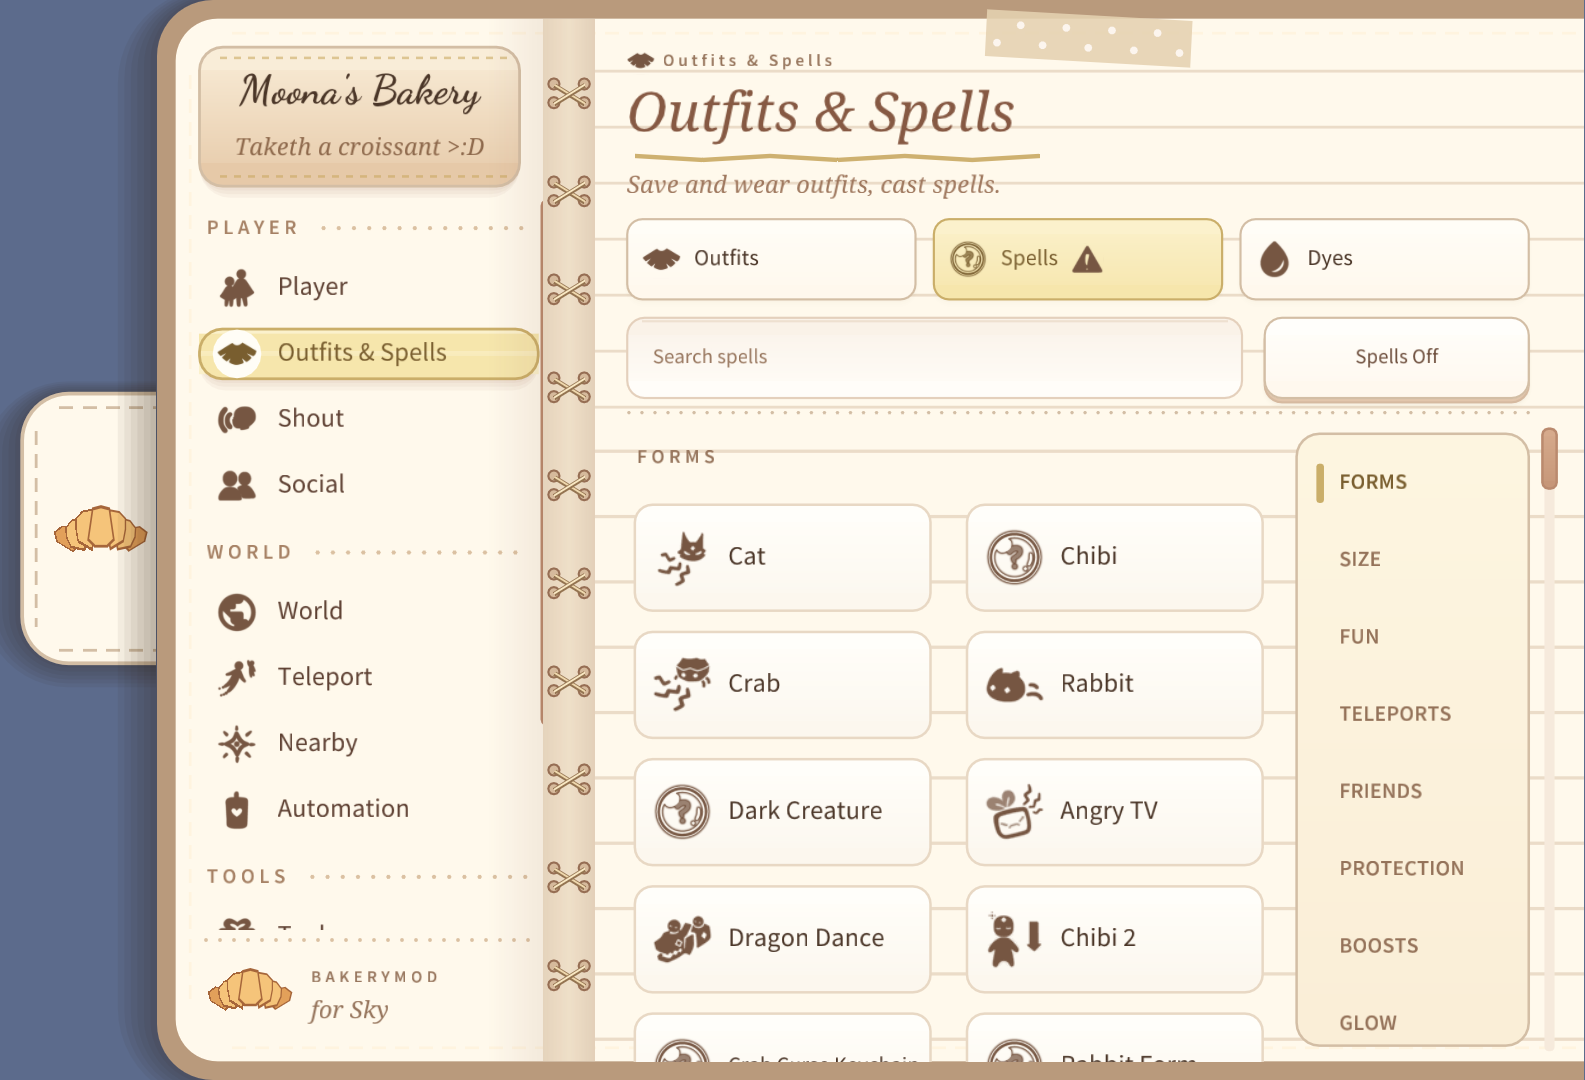 Moona's Bakery
Taketh a croissant >:D
PLAYER
Player
Outfits & Spells
Shout
Social
WORLD
World
Teleport
Nearby
Automation
TOOLS
BAKERYMOD
for Sky
Outfits & Spells
Outfits & Spells
Save and wear outfits, cast spells.
Outfits
Spells
Dyes
Search spells
Spells Off
FORMS
Cat
Chibi
Crab
Rabbit
Dark Creature
Angry TV
Dragon Dance
Chibi 2
Rabbit Form
FORMS
SIZE
FUN
TELEPORTS
FRIENDS
PROTECTION
BOOSTS
GLOW